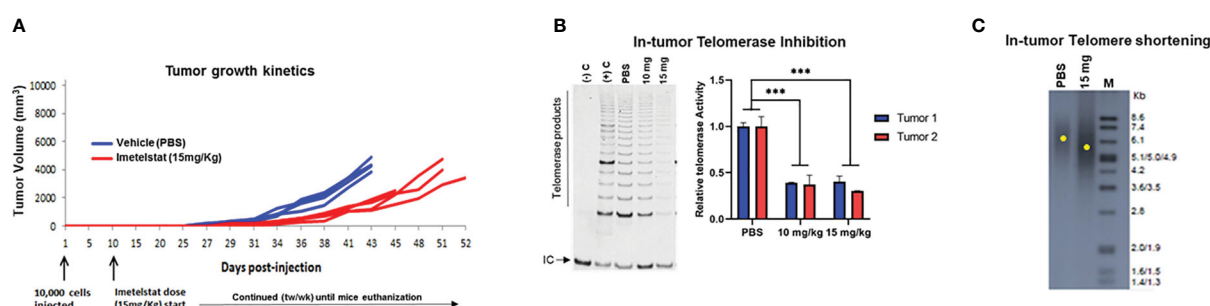 A
Tumor growth kinetics
Tumor Volume (mm³)
10000
8000
6000
4000
2000
0
Vehicle (PBS)
Imetelstat (15mg/Kg)
1 5 10 20 25 27 29 31 34 36 38 41 43 45 48 51 52
Days post-injection
10,000 cells
injected
Imetelstat dose
(15mg/Kg) start
Continued (tw/wk) until mice euthanization
B
In-tumor Telomerase Inhibition
(-) C
(+) C
PBS
10 mg
15 mg
Telomerase products
IC
Relative telomerase Activity
1.5
1.0
0.5
0.0
***
***
PBS 10 mg/kg 15 mg/kg
Tumor 1
Tumor 2
C
In-tumor Telomere shortening
PBS
15 mg
M
Kb
8.6
7.4
6.1
5.1/5.0/4.9
4.2
3.6/3.5
2.8
2.0/1.9
1.6/1.5
1.4/1.3